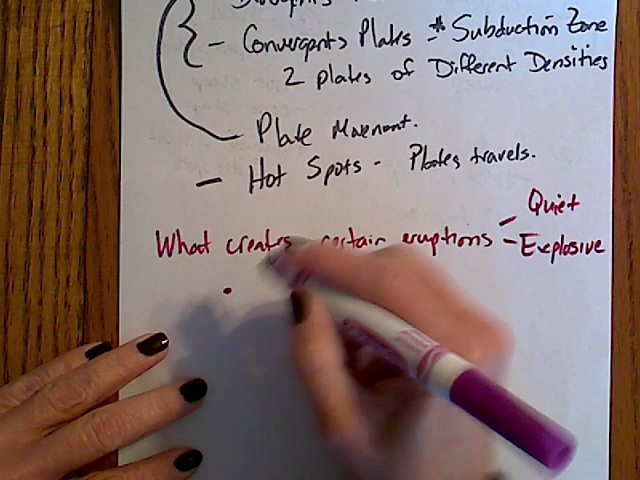 - Convergants Plates - * Subduction Zone
2 plates of Different Densities
Plate Movement.
- Hot Spots - Plates travels.
Quiet
What creates certain eruptions - Explosive